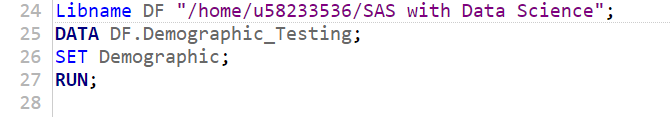 24 Libname DF "/home/u58233536/SAS with Data Science";
25 DATA DF.Demographic_Testing;
26 SET Demographic;
27 RUN;
28